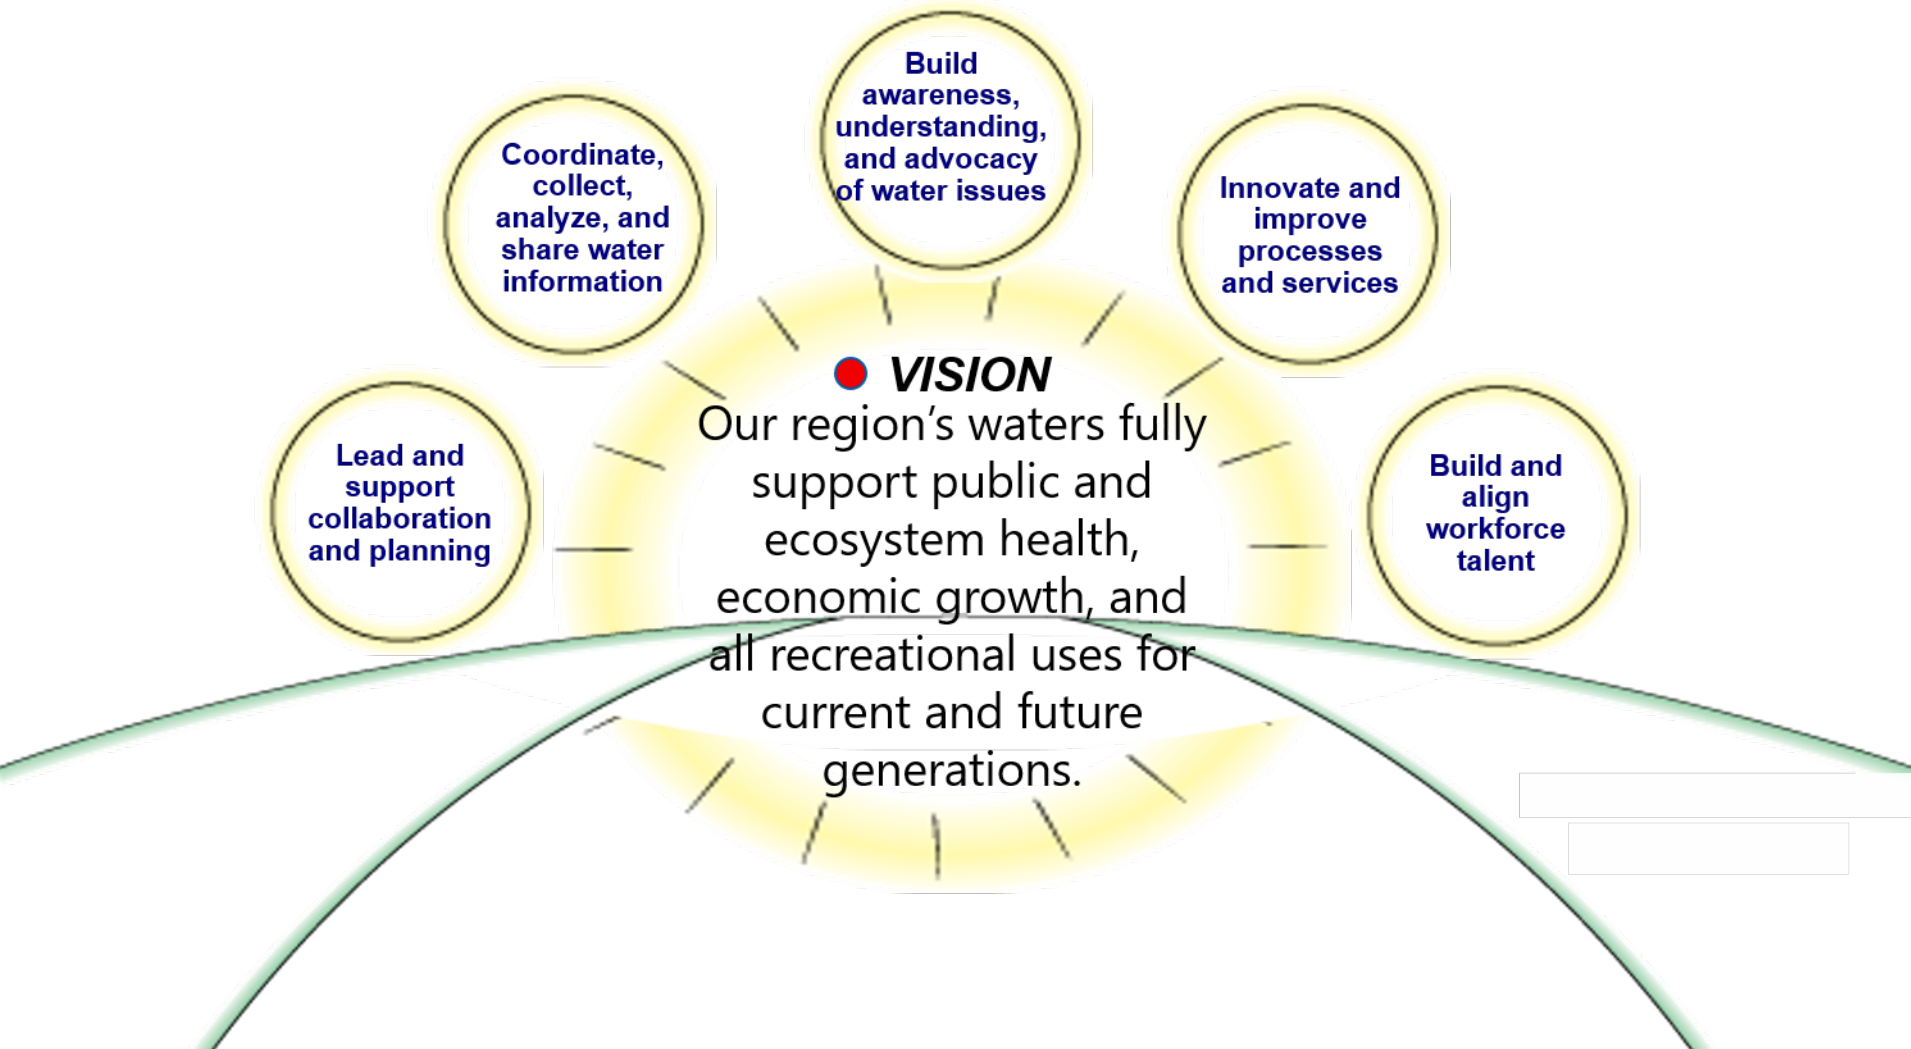 Build
awareness,
understanding,
and advocacy
of water issues
Coordinate,
collect,
analyze, and
share water
information
Innovate and
improve
processes
and services
Lead and
support
collaboration
and planning
Build and
align
workforce
talent
VISION
Our region’s waters fully
support public and
ecosystem health,
economic growth, and
all recreational uses for
current and future
generations.